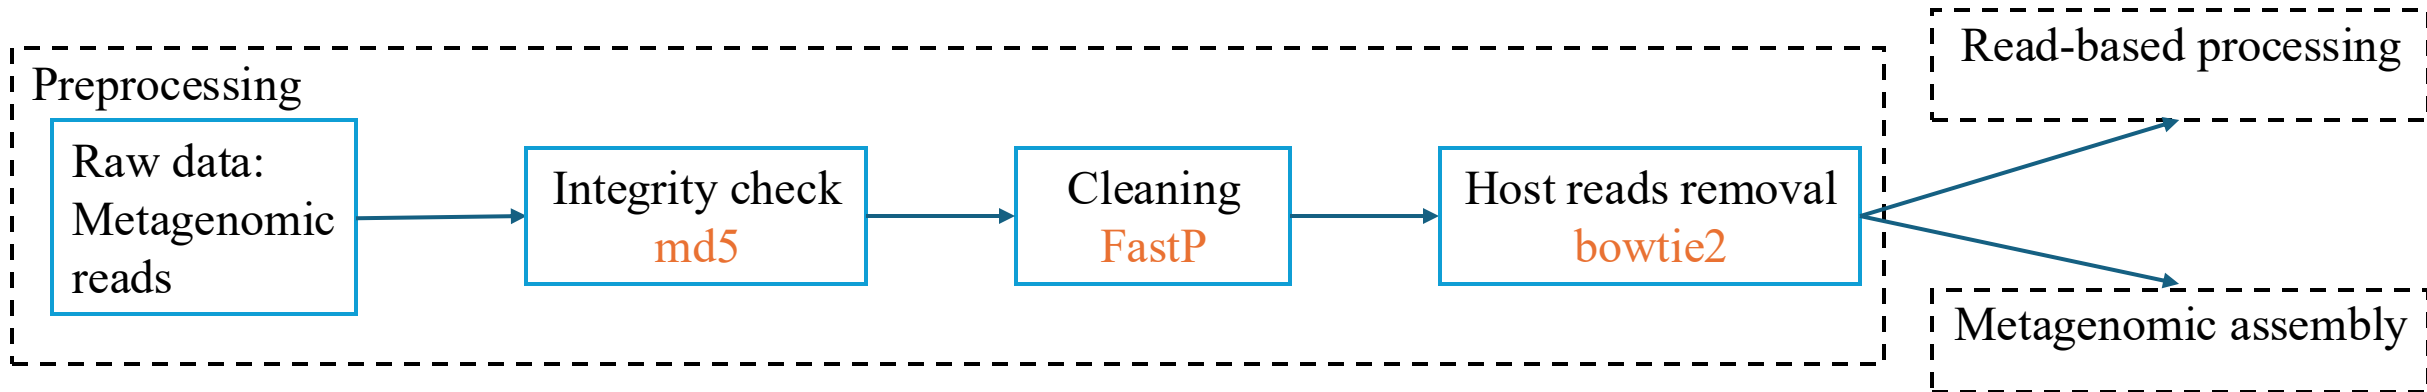 Preprocessing
Raw data:
Metagenomic
reads
Integrity check
md5
Cleaning
FastP
Host reads removal
bowtie2
Read-based processing
Metagenomic assembly